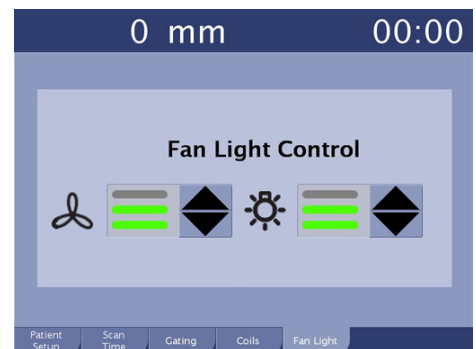 0 mm 00:00
Fan Light Control
Patient Scan Gating Coils Fan Light
Setup Time